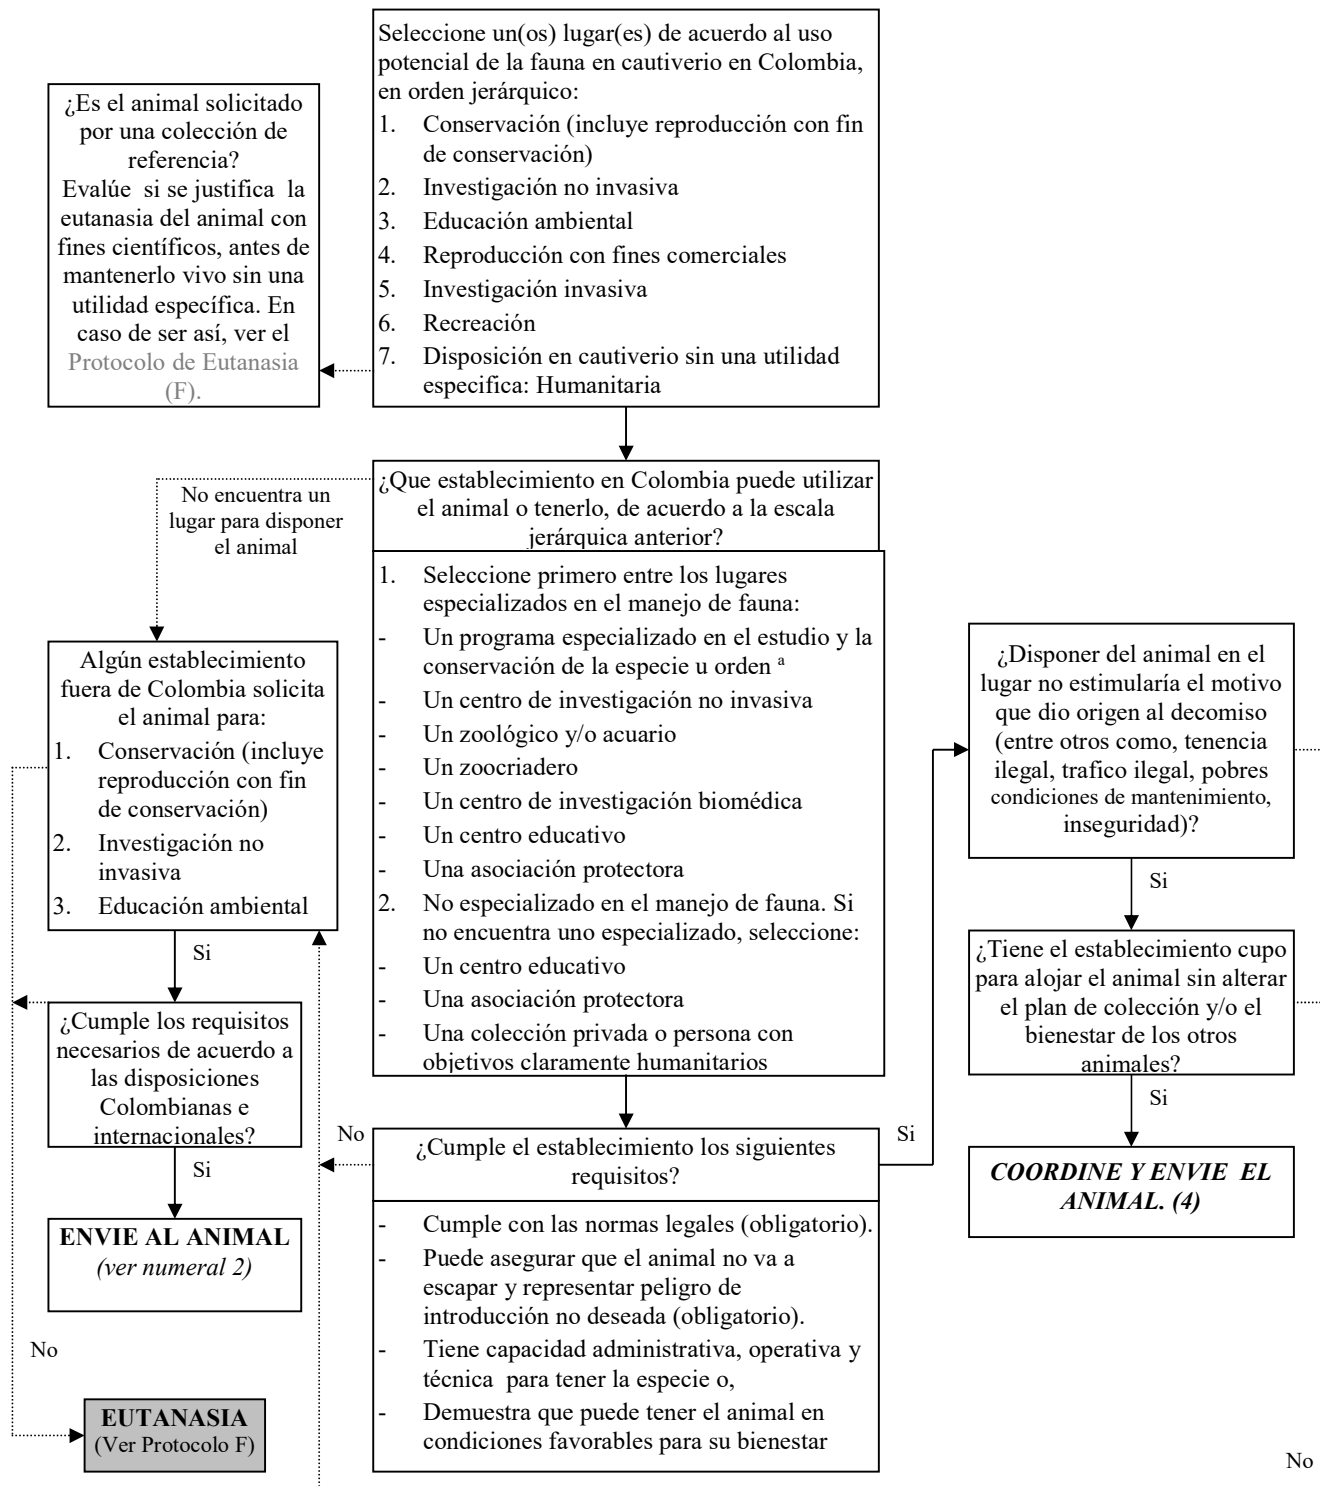 Seleccione un(os) lugar(es) de acuerdo al uso
potencial de la fauna en cautiverio en Colombia,
en orden jerárquico:
1. Conservación (incluye reproducción con fin
de conservación)
2. Investigación no invasiva
3. Educación ambiental
4. Reproducción con fines comerciales
5. Investigación invasiva
6. Recreación
7. Disposición en cautiverio sin una utilidad
especifica: Humanitaria
¿Es el animal solicitado
por una colección de
referencia?
Evalúe si se justifica la
eutanasia del animal con
fines científicos, antes de
mantenerlo vivo sin una
utilidad específica. En
caso de ser así, ver el
Protocolo de Eutanasia
(F).
¿Que establecimiento en Colombia puede utilizar
el animal o tenerlo, de acuerdo a la escala
jerárquica anterior?
1. Seleccione primero entre los lugares
especializados en el manejo de fauna:
- Un programa especializado en el estudio y la
conservación de la especie u orden ª
- Un centro de investigación no invasiva
- Un zoológico y/o acuario
- Un zoocriadero
- Un centro de investigación biomédica
- Un centro educativo
- Una asociación protectora
2. No especializado en el manejo de fauna. Si
no encuentra uno especializado, seleccione:
- Un centro educativo
- Una asociación protectora
- Una colección privada o persona con
objetivos claramente humanitarios
No encuentra un
lugar para disponer
el animal
Algún establecimiento
fuera de Colombia solicita
el animal para:
1. Conservación (incluye
reproducción con fin
de conservación)
2. Investigación no
invasiva
3. Educación ambiental
Si
¿Cumple los requisitos
necesarios de acuerdo a
las disposiciones
Colombianas e
internacionales?
Si
ENVIE AL ANIMAL
(ver numeral 2)
No
EUTANASIA
(Ver Protocolo F)
No
¿Cumple el establecimiento los siguientes
requisitos?
- Cumple con las normas legales (obligatorio).
- Puede asegurar que el animal no va a
escapar y representar peligro de
introducción no deseada (obligatorio).
- Tiene capacidad administrativa, operativa y
técnica para tener la especie o,
- Demuestra que puede tener el animal en
condiciones favorables para su bienestar
Si
¿Disponer del animal en el
lugar no estimularía el motivo
que dio origen al decomiso
(entre otros como, tenencia
ilegal, trafico ilegal, pobres
condiciones de mantenimiento,
inseguridad)?
Si
¿Tiene el establecimiento cupo
para alojar el animal sin alterar
el plan de colección y/o el
bienestar de los otros
animales?
Si
COORDINE Y ENVIE EL
ANIMAL. (4)
No